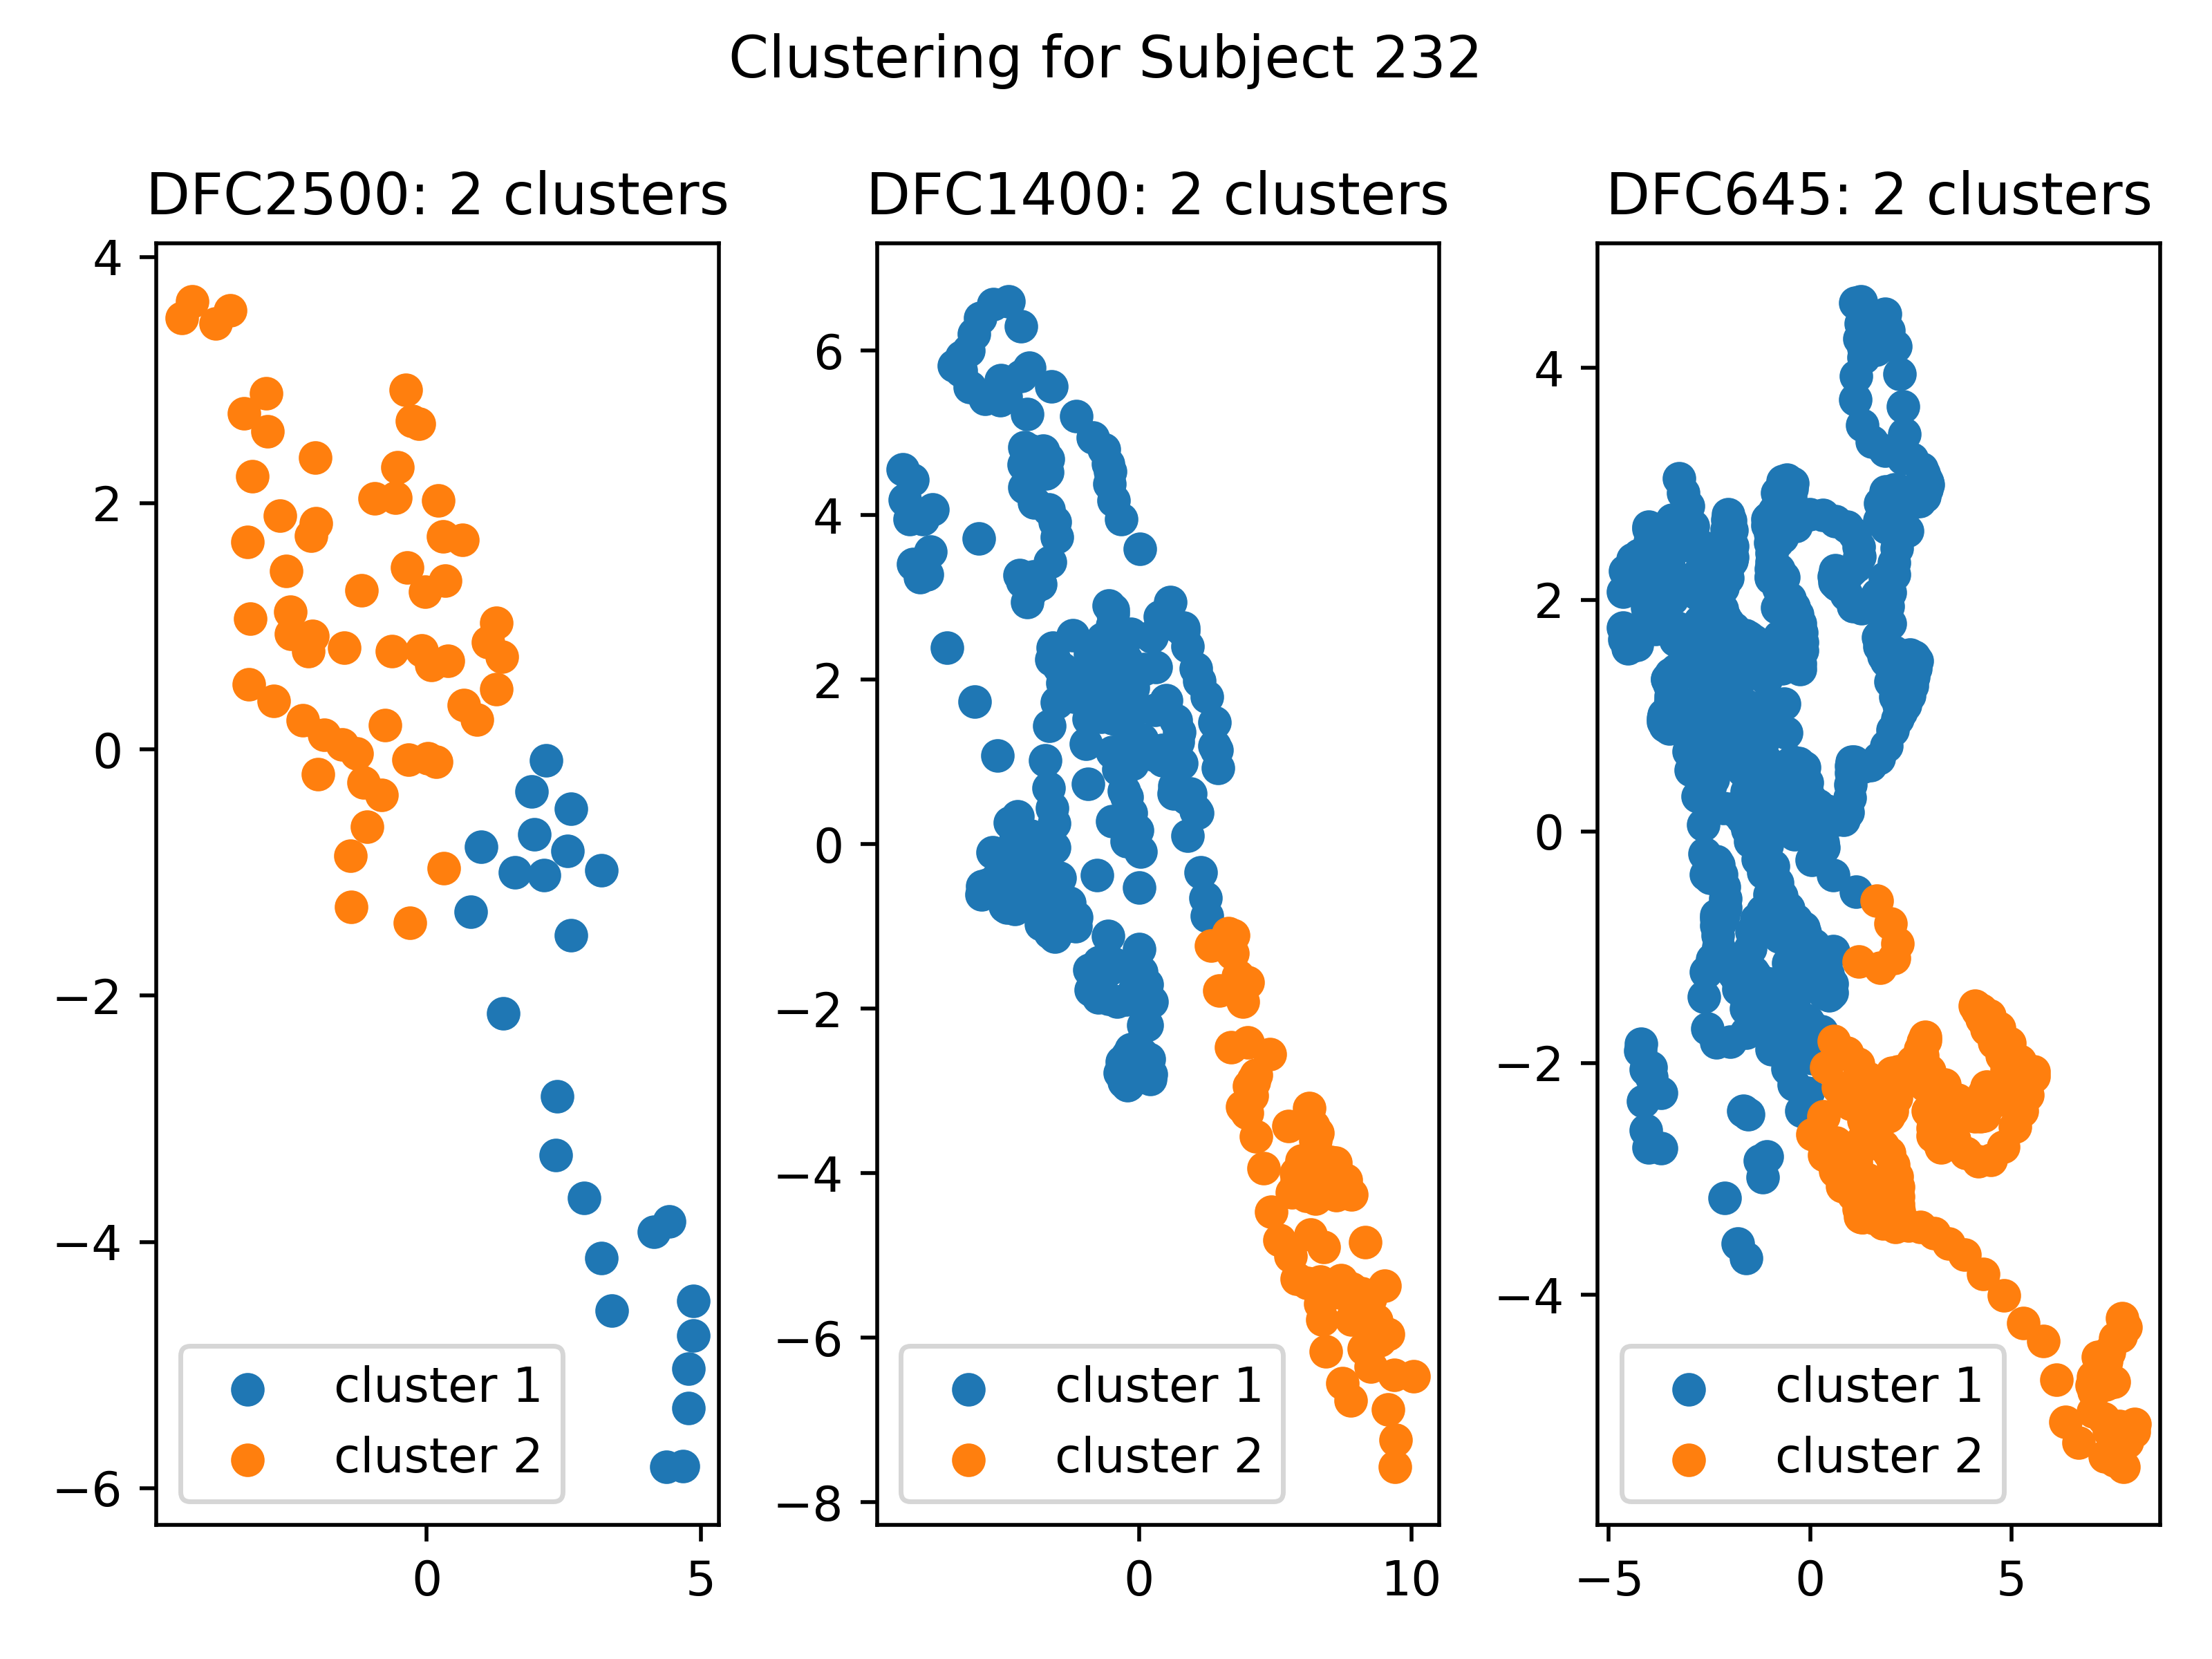 Clustering for Subject 232
DFC2500: 2 clusters
4
2
0
−2
−4
−6
0
5
cluster 1
cluster 2
DFC1400: 2 clusters
6
4
2
0
−2
−4
−6
−8
0
10
cluster 1
cluster 2
DFC645: 2 clusters
4
2
0
−2
−4
−5
0
5
cluster 1
cluster 2